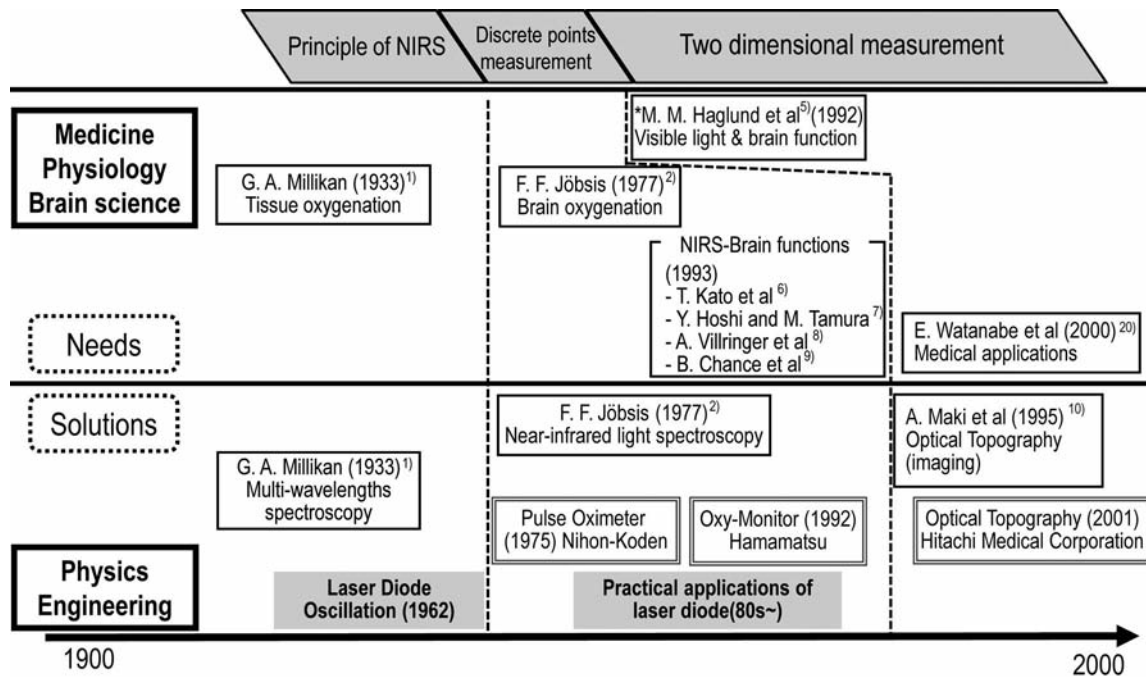 Principle of NIRS
Discrete points
measurement
Two dimensional measurement
Medicine
Physiology
Brain science
*M. M. Haglund et al5) (1992)
Visible light & brain function
G. A. Millikan (1933)1)
Tissue oxygenation
F. F. Jöbsis (1977)2)
Brain oxygenation
NIRS-Brain functions
(1993)
- T. Kato et al 6)
- Y. Hoshi and M. Tamura 7)
- A. Villringer et al 8)
- B. Chance et al 9)
Needs
E. Watanabe et al (2000) 20)
Medical applications
Solutions
F. F. Jöbsis (1977)2)
Near-infrared light spectroscopy
A. Maki et al (1995) 10)
Optical Topography
(imaging)
G. A. Millikan (1933)1)
Multi-wavelengths
spectroscopy
Pulse Oximeter
(1975) Nihon-Koden
Oxy-Monitor (1992)
Hamamatsu
Optical Topography (2001)
Hitachi Medical Corporation
Physics
Engineering
Laser Diode
Oscillation (1962)
Practical applications of
laser diode(80s~)
1900
2000